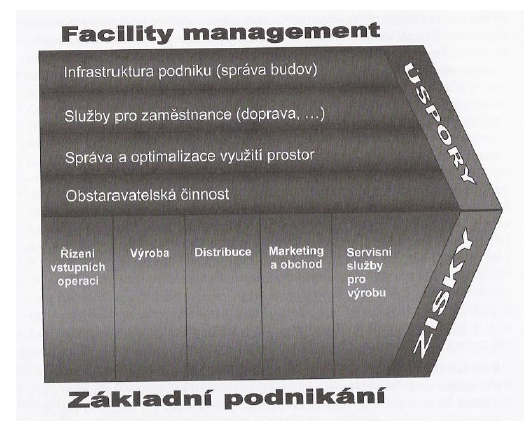 Facility management
Infrastruktura podniku (správa budov)
Služby pro zaměstnance (doprava, ...)
Správa a optimalizace využití prostor
Obstaravatelská činnost
ÚSPORY
Řízení
vstupních
operací
Výroba
Distribuce
Marketing
a obchod
Servisní
služby
pro
výrobu
ZISKY
Základní podnikání